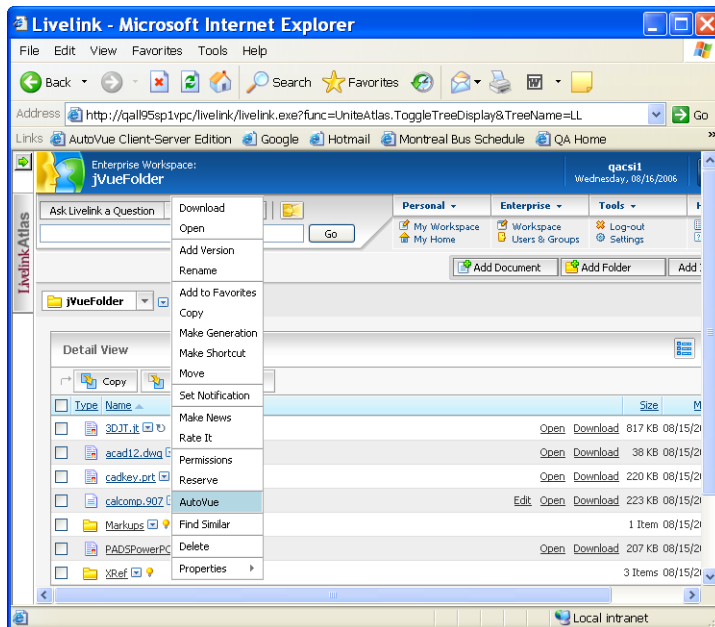 Livelink - Microsoft Internet Explorer
File Edit View Favorites Tools Help
Back Search Favorites
Address http://qall95sp1vpc/livelink/livelink.exe?func=UniteAtlas.ToggleTreeDisplay&TreeName=LL Go
Links AutoVue Client-Server Edition Google Hotmail Montreal Bus Schedule QA Home »
Enterprise Workspace:
jVueFolder
qacsi1
Wednesday, 08/16/2006
LivelinkAtlas
Ask Livelink a Question
Go
Personal Enterprise Tools
My Workspace Workspace Log-out
My Home Users & Groups Settings
Add Document Add Folder Add
jVueFolder
Detail View
Copy
Type Name Size M
3DJT.jt Open Download 817 KB 08/15/2
acad12.dwg Open Download 38 KB 08/15/2
cadkey.prt Open Download 220 KB 08/15/2
calcomp.907 Edit Open Download 223 KB 08/15/2
Markups 1 Item 08/15/2
PADSPowerPC Open Download 207 KB 08/15/2
XRef 3 Items 08/15/2
Download
Open
Add Version
Rename
Add to Favorites
Copy
Make Generation
Make Shortcut
Move
Set Notification
Make News
Rate It
Permissions
Reserve
AutoVue
Find Similar
Delete
Properties
Local intranet